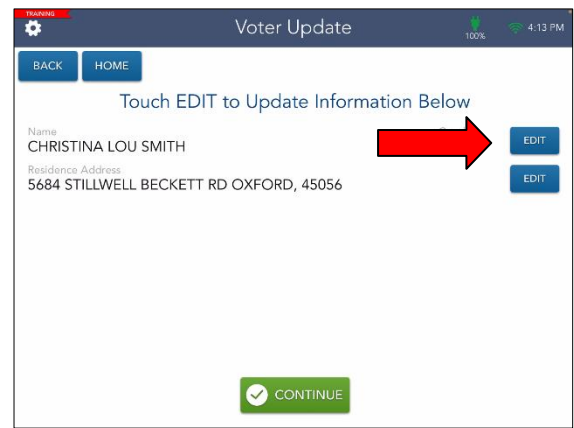 TRAINING
Voter Update
100%
4:13 PM
BACK
HOME
Touch EDIT to Update Information Below
Name
CHRISTINA LOU SMITH
EDIT
Residence Address
5684 STILLWELL BECKETT RD OXFORD, 45056
EDIT
CONTINUE